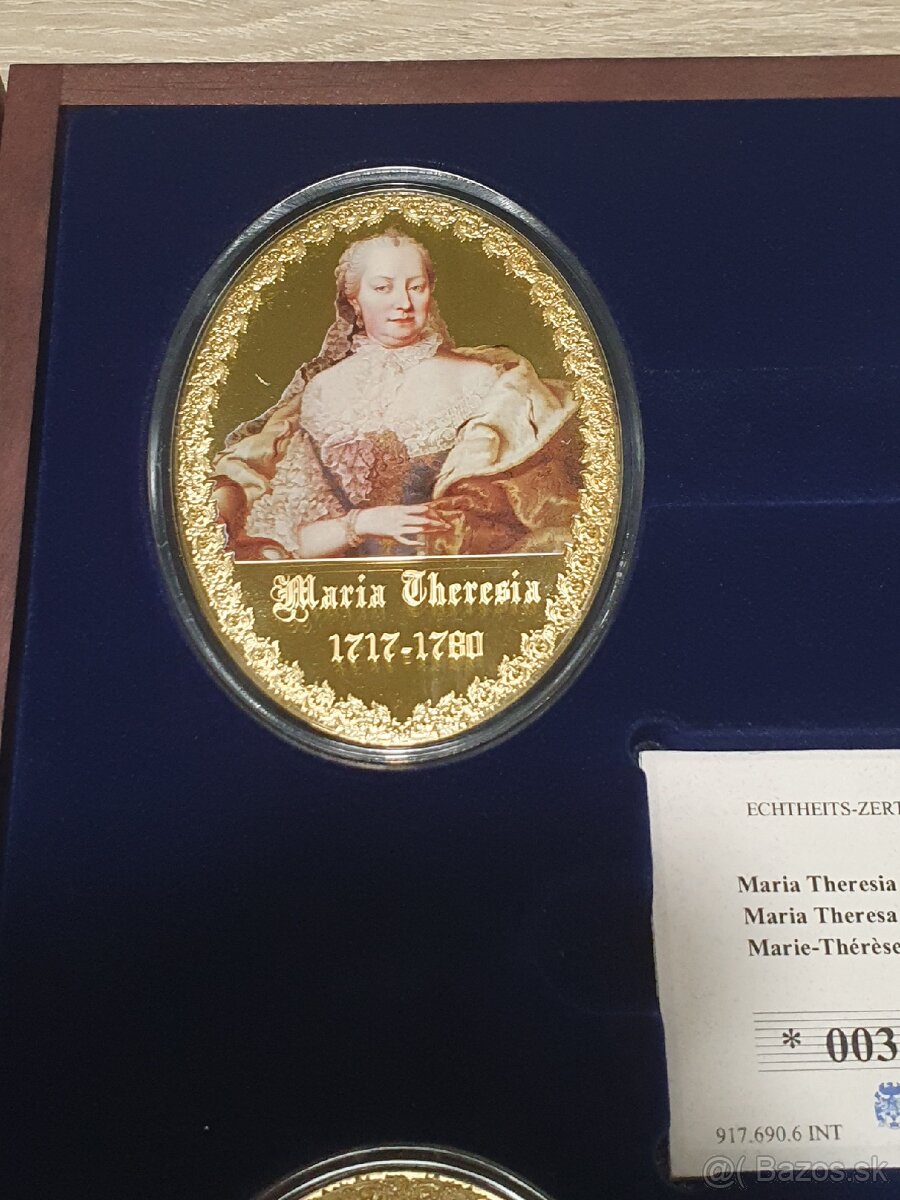 Maria Theresia
1717-1780
ECHTHEITS-ZERT
Maria Theresia
Maria Theresa
Marie-Thérèse
* 003
917.690.6 INT
@( Bazos.sk